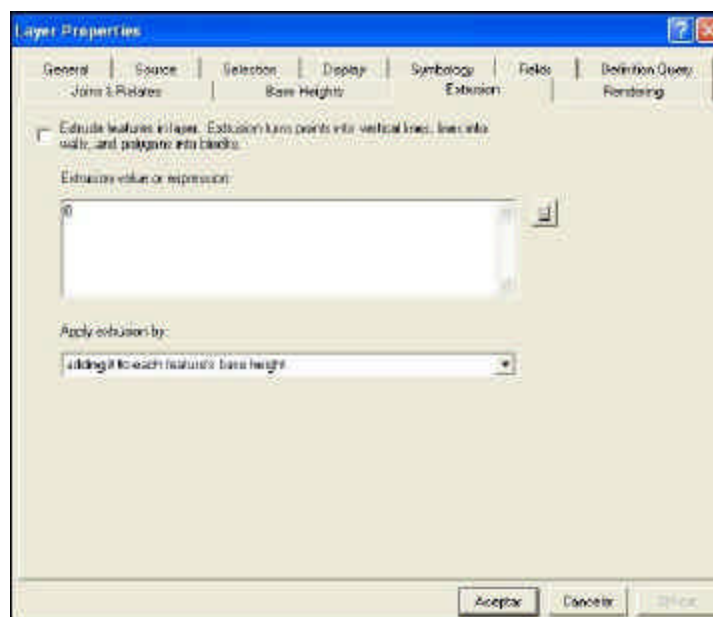 Layer Properties
General Source Selection Display Symbology Fields Definition Query
Joins & Relates Base Heights Extrusion Rendering
Extrude features in layer. Extrusion turns points into vertical lines, lines into
walls, and polygons into blocks.
Extrusion value or expression:
0
Apply extrusion by:
adding it to each feature's base height
Aceptar Cancelar